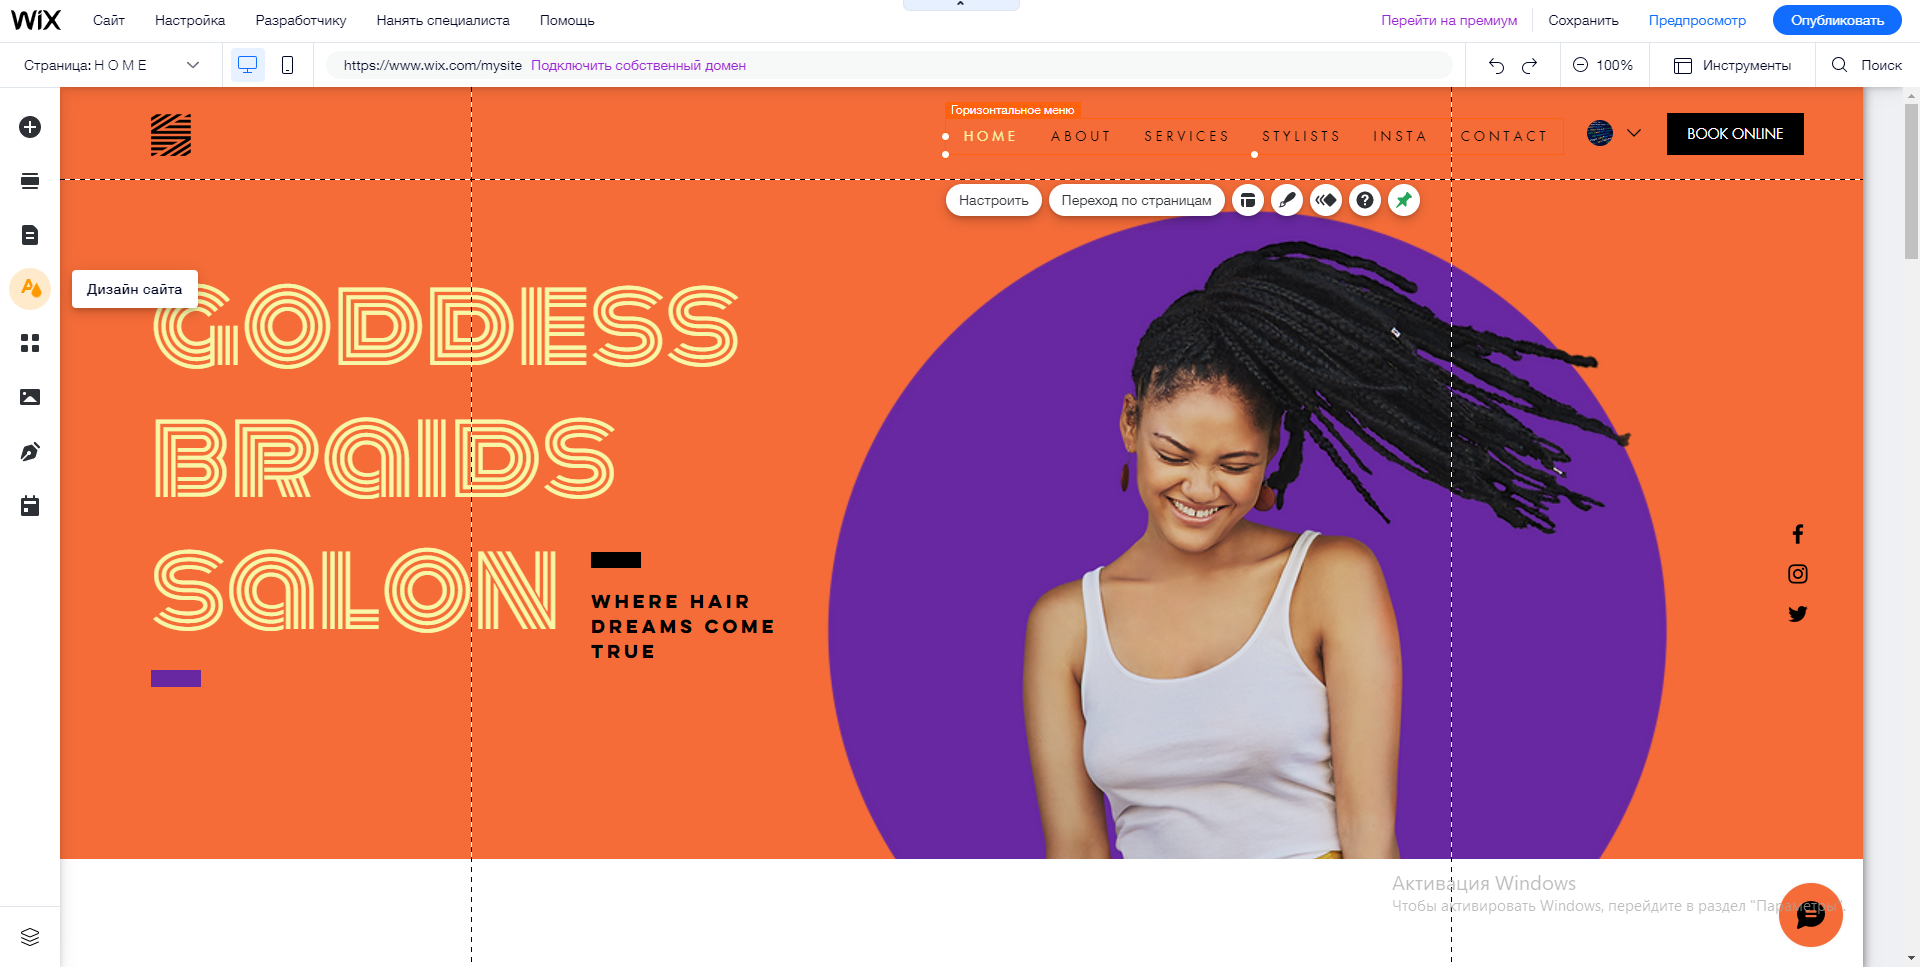 WiX Сайт Настройка Разработчику Нанять специалиста Помощь Перейти на премиум Сохранить Предпросмотр Опубликовать
Страница: H O M E https://www.wix.com/mysite Подключить собственный домен 100% Инструменты Поиск
Горизонтальное меню
HOME ABOUT SERVICES STYLISTS INSTA CONTACT BOOK ONLINE
Настроить Переход по страницам
Дизайн сайта
GODDESS
BRAIDS
SALON
WHERE HAIR
DREAMS COME
TRUE
Активация Windows
Чтобы активировать Windows, перейдите в раздел "Параметры".